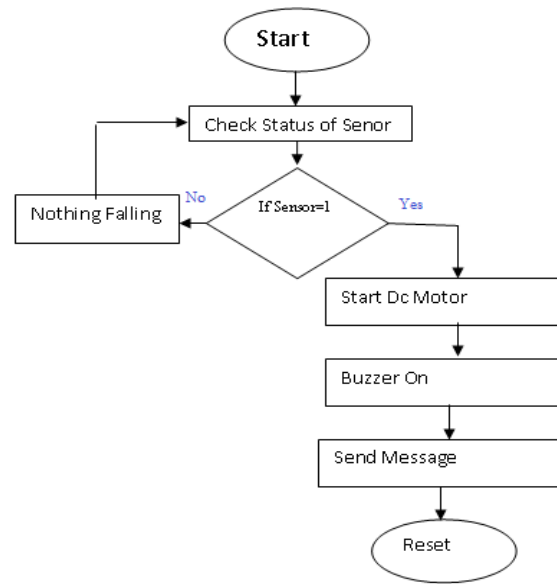 Start
Check Status of Senor
If Sensor=1
No
Yes
Nothing Falling
Start Dc Motor
Buzzer On
Send Message
Reset